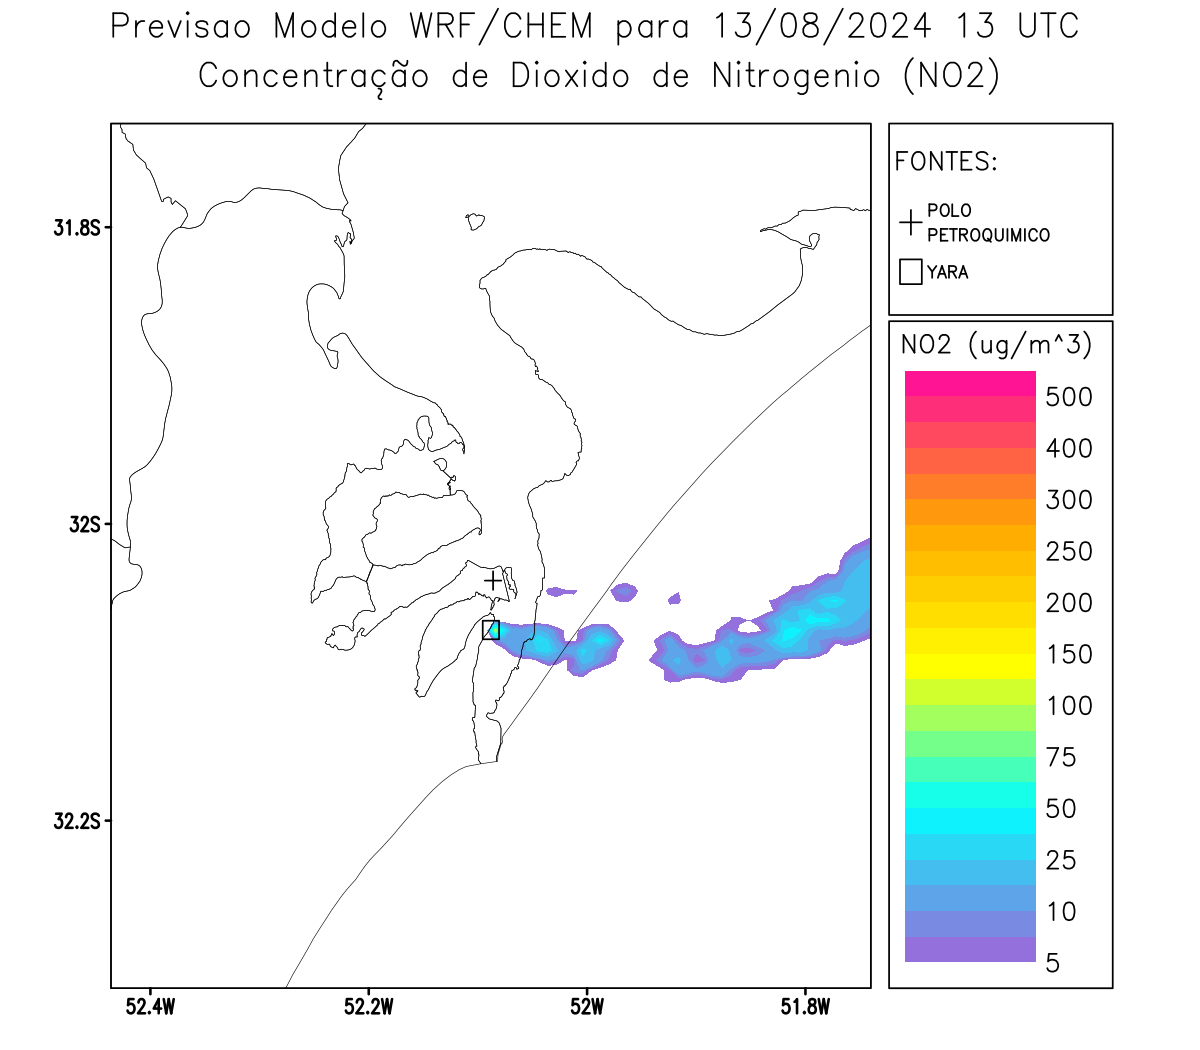 Previsao Modelo WRF/CHEM para 13/08/2024 13 UTC
Concentração de Dioxido de Nitrogenio (NO2)
FONTES:
POLO
PETROQUIMICO
YARA
31.8S
32S
32.2S
52.4W
52.2W
52W
51.8W
NO2 (ug/m^3)
500
400
300
250
200
150
100
75
50
25
10
5